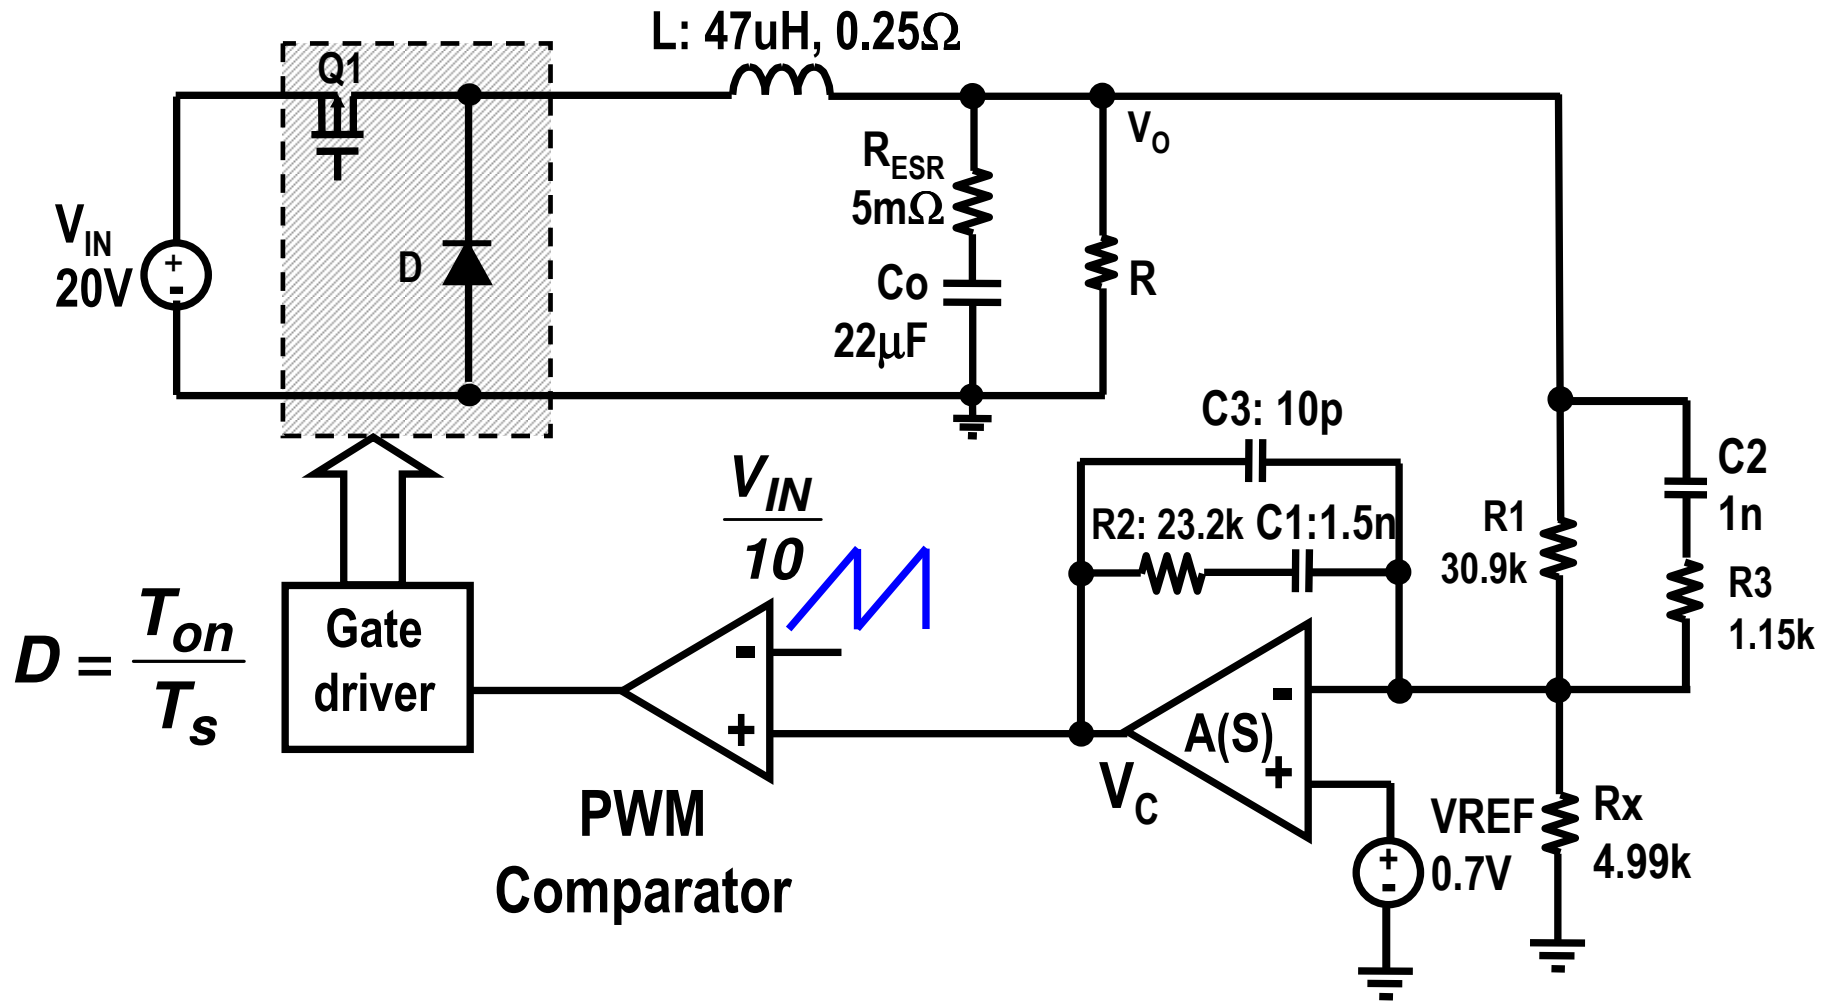 L: 47uH, 0.25Ω
Q1
V_O
R_ESR
5mΩ
V_IN
20V
+
-
D
Co
22µF
R
C3: 10p
V_IN
10
C2
1n
R2: 23.2k C1:1.5n
R1
30.9k
R3
1.15k
D = T_on
T_s
Gate
driver
-
+
-
A(S)
+
V_C
PWM
Comparator
VREF
0.7V
+
-
Rx
4.99k